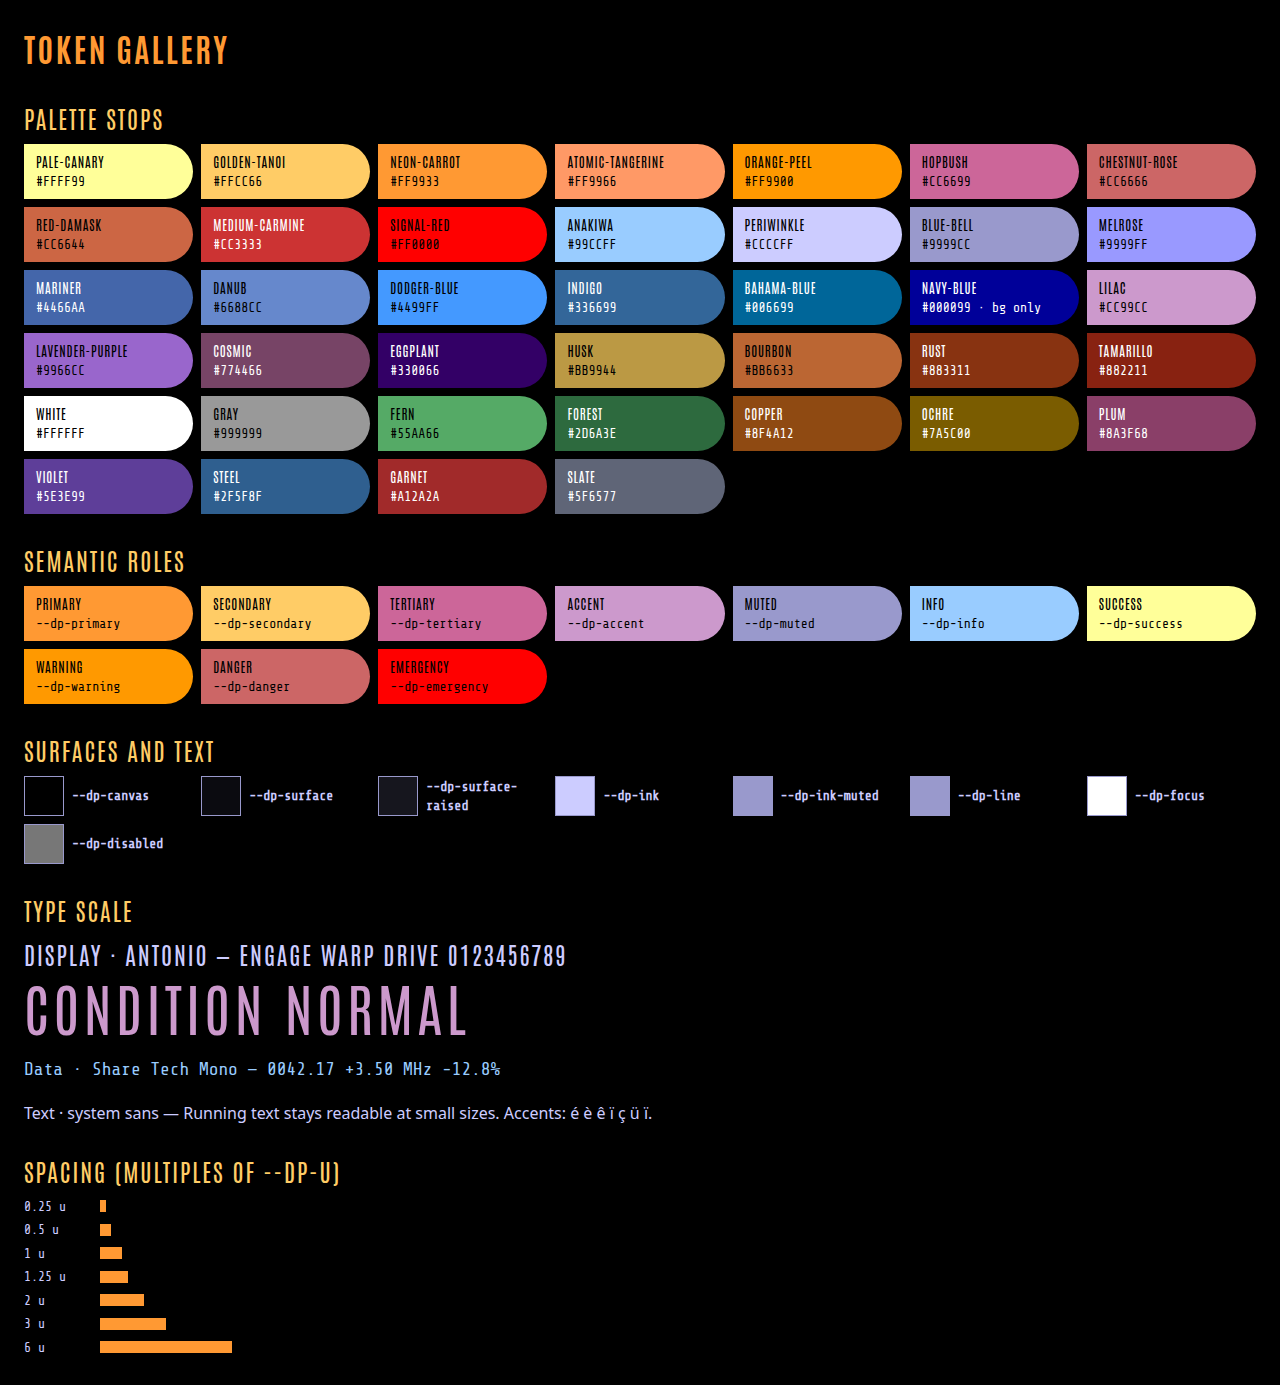 TOKEN GALLERY
PALETTE STOPS
PALE-CANARY
#FFFF99
GOLDEN-TANOI
#FFCC66
NEON-CARROT
#FF9933
ATOMIC-TANGERINE
#FF9966
ORANGE-PEEL
#FF9900
HOPBUSH
#CC6699
CHESTNUT-ROSE
#CC6666
RED-DAMASK
#CC6644
MEDIUM-CARMINE
#CC3333
SIGNAL-RED
#FF0000
ANAKIWA
#99CCFF
PERIWINKLE
#CCCCFF
BLUE-BELL
#9999CC
MELROSE
#9999FF
MARINER
#4466AA
DANUB
#6688CC
DODGER-BLUE
#4499FF
INDIGO
#336699
BAHAMA-BLUE
#006699
NAVY-BLUE
#000099 · bg only
LILAC
#CC99CC
LAVENDER-PURPLE
#9966CC
COSMIC
#774466
EGGPLANT
#330066
HUSK
#BB9944
BOURBON
#BB6633
RUST
#883311
TAMARILLO
#882211
WHITE
#FFFFFF
GRAY
#999999
FERN
#55AA66
FOREST
#2D6A3E
COPPER
#8F4A12
OCHRE
#7A5C00
PLUM
#8A3F68
VIOLET
#5E3E99
STEEL
#2F5F8F
GARNET
#A12A2A
SLATE
#5F6577
SEMANTIC ROLES
PRIMARY
--dp-primary
SECONDARY
--dp-secondary
TERTIARY
--dp-tertiary
ACCENT
--dp-accent
MUTED
--dp-muted
INFO
--dp-info
SUCCESS
--dp-success
WARNING
--dp-warning
DANGER
--dp-danger
EMERGENCY
--dp-emergency
SURFACES AND TEXT
--dp-canvas
--dp-surface
--dp-surface-
raised
--dp-ink
--dp-ink-muted
--dp-line
--dp-focus
--dp-disabled
TYPE SCALE
DISPLAY · ANTONIO — ENGAGE WARP DRIVE 0123456789
CONDITION NORMAL
Data · Share Tech Mono — 0042.17 +3.50 MHz −12.8%
Text · system sans — Running text stays readable at small sizes. Accents: é è ê ï ç ü ï.
SPACING (MULTIPLES OF --DP-U)
0.25 u
0.5 u
1 u
1.25 u
2 u
3 u
6 u